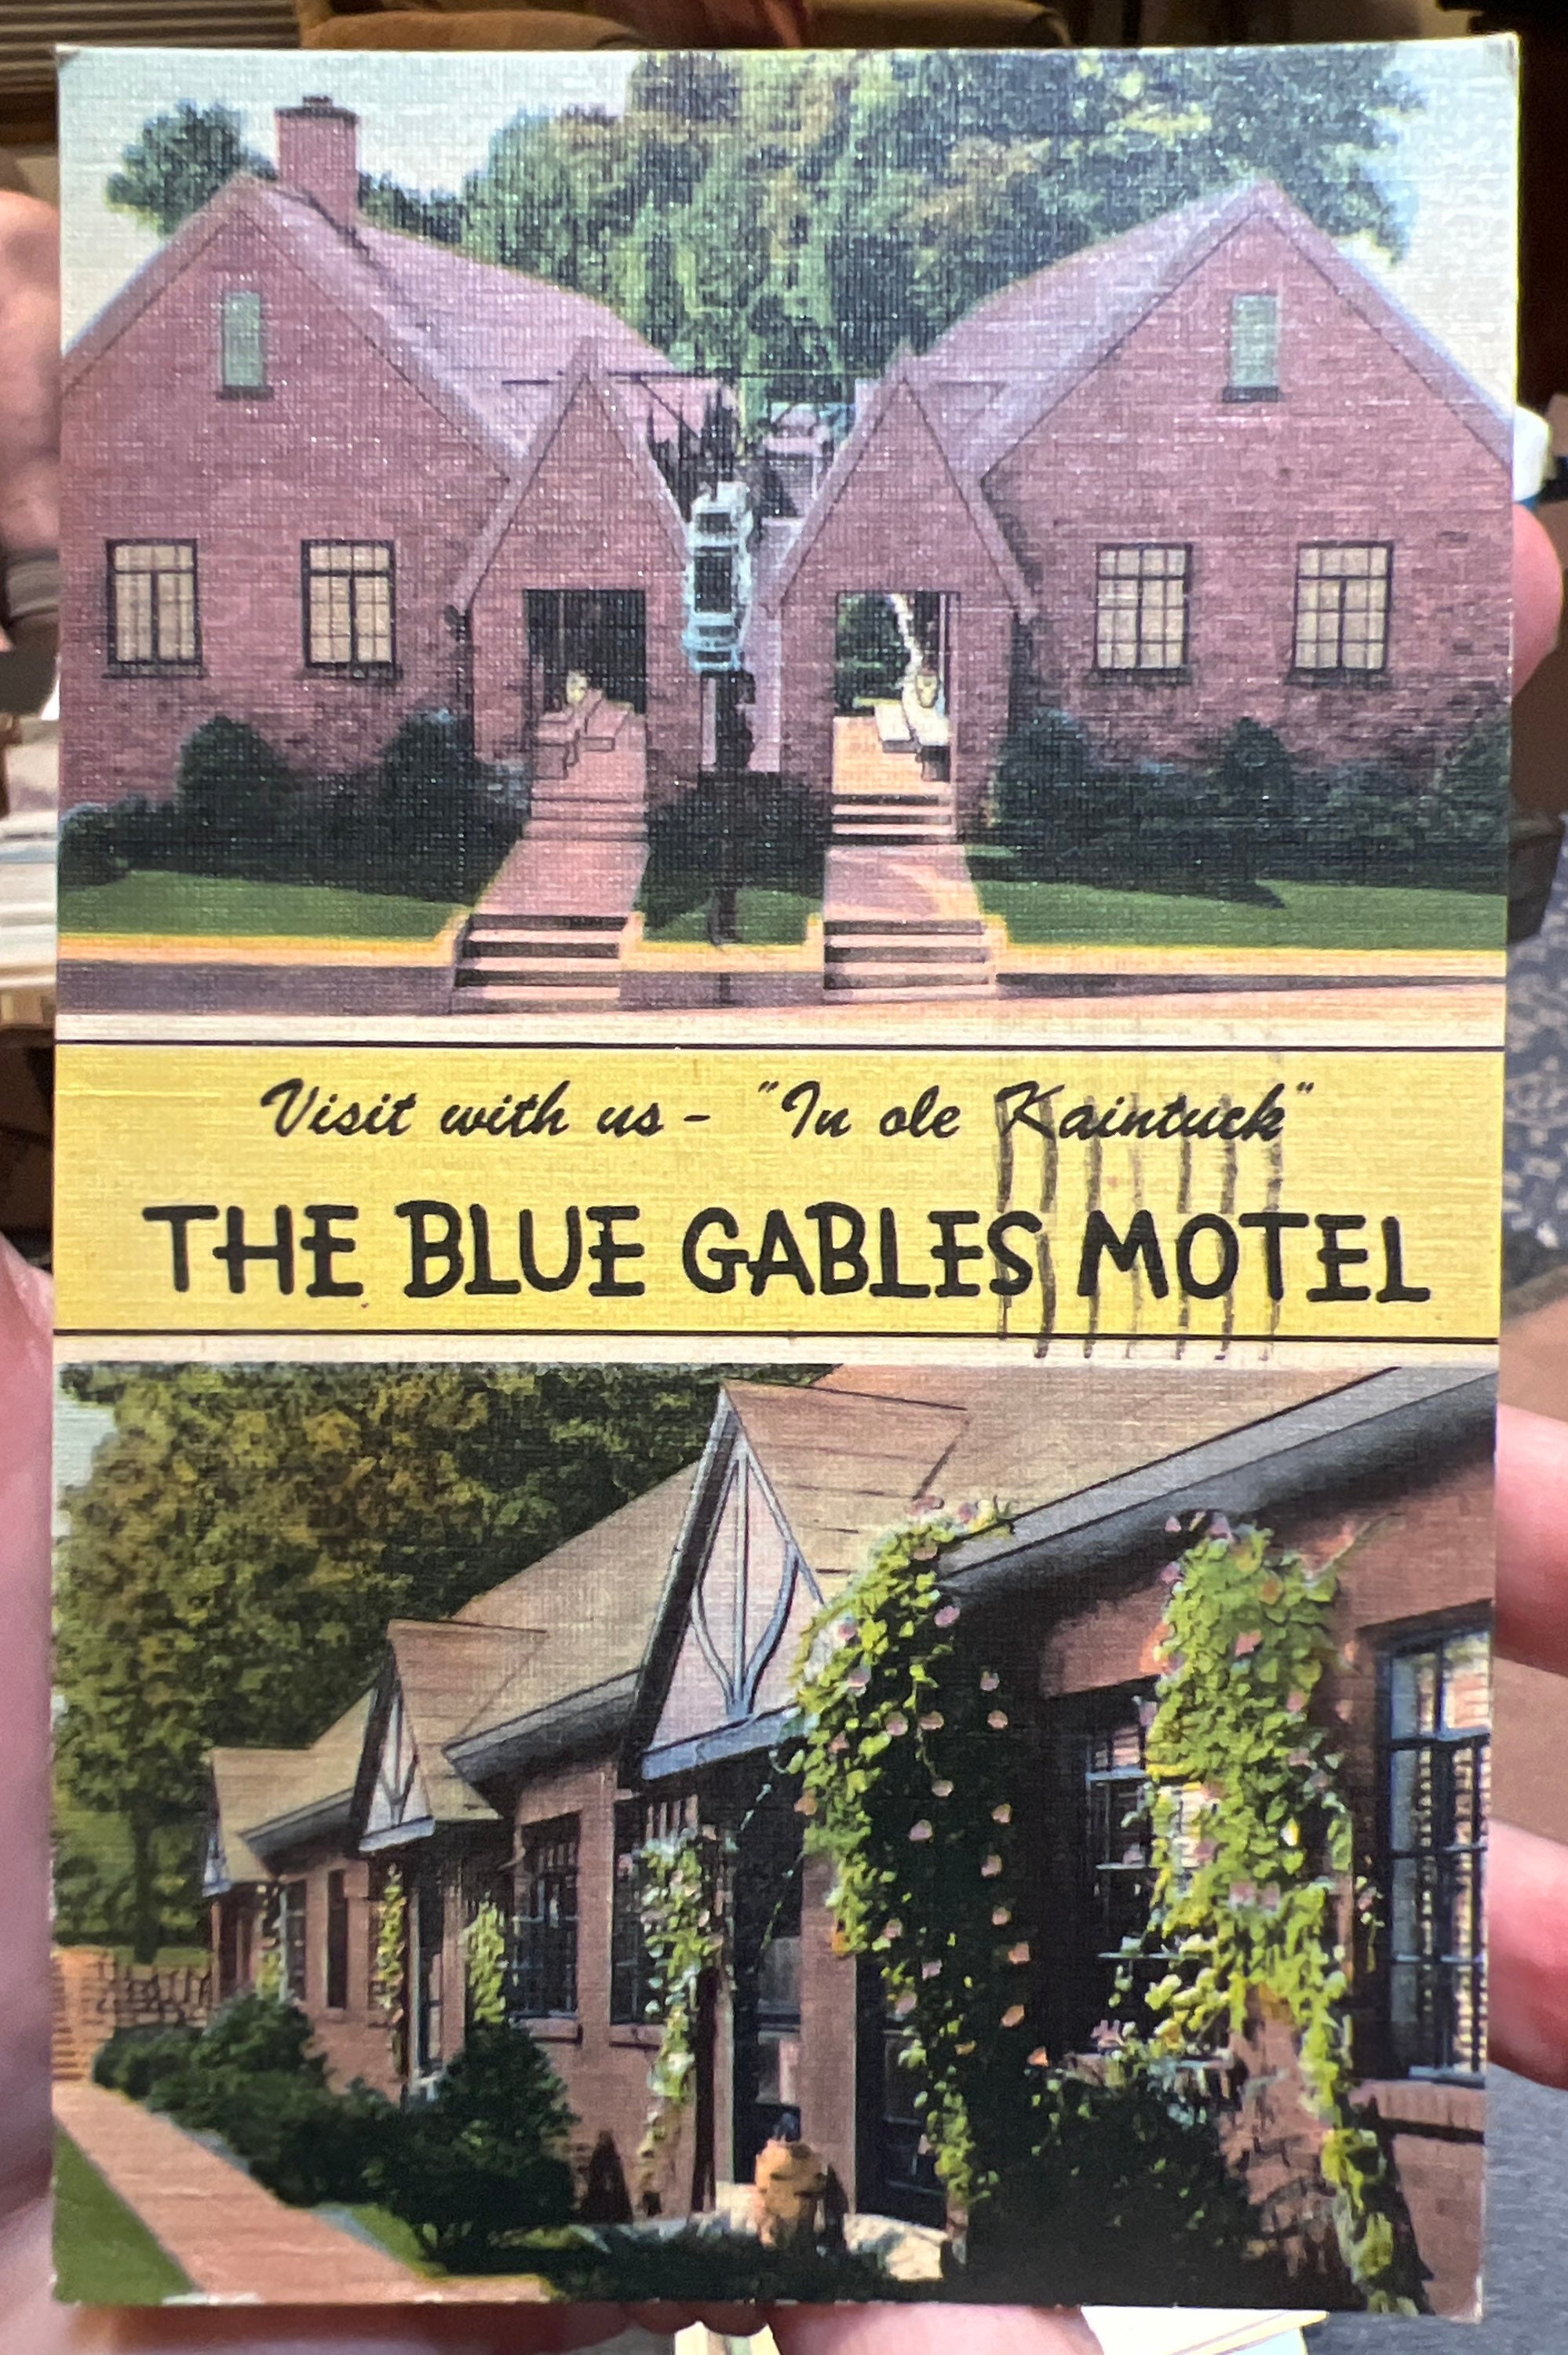 Visit with us - "In ole Kaintuck"
THE BLUE GABLES MOTEL